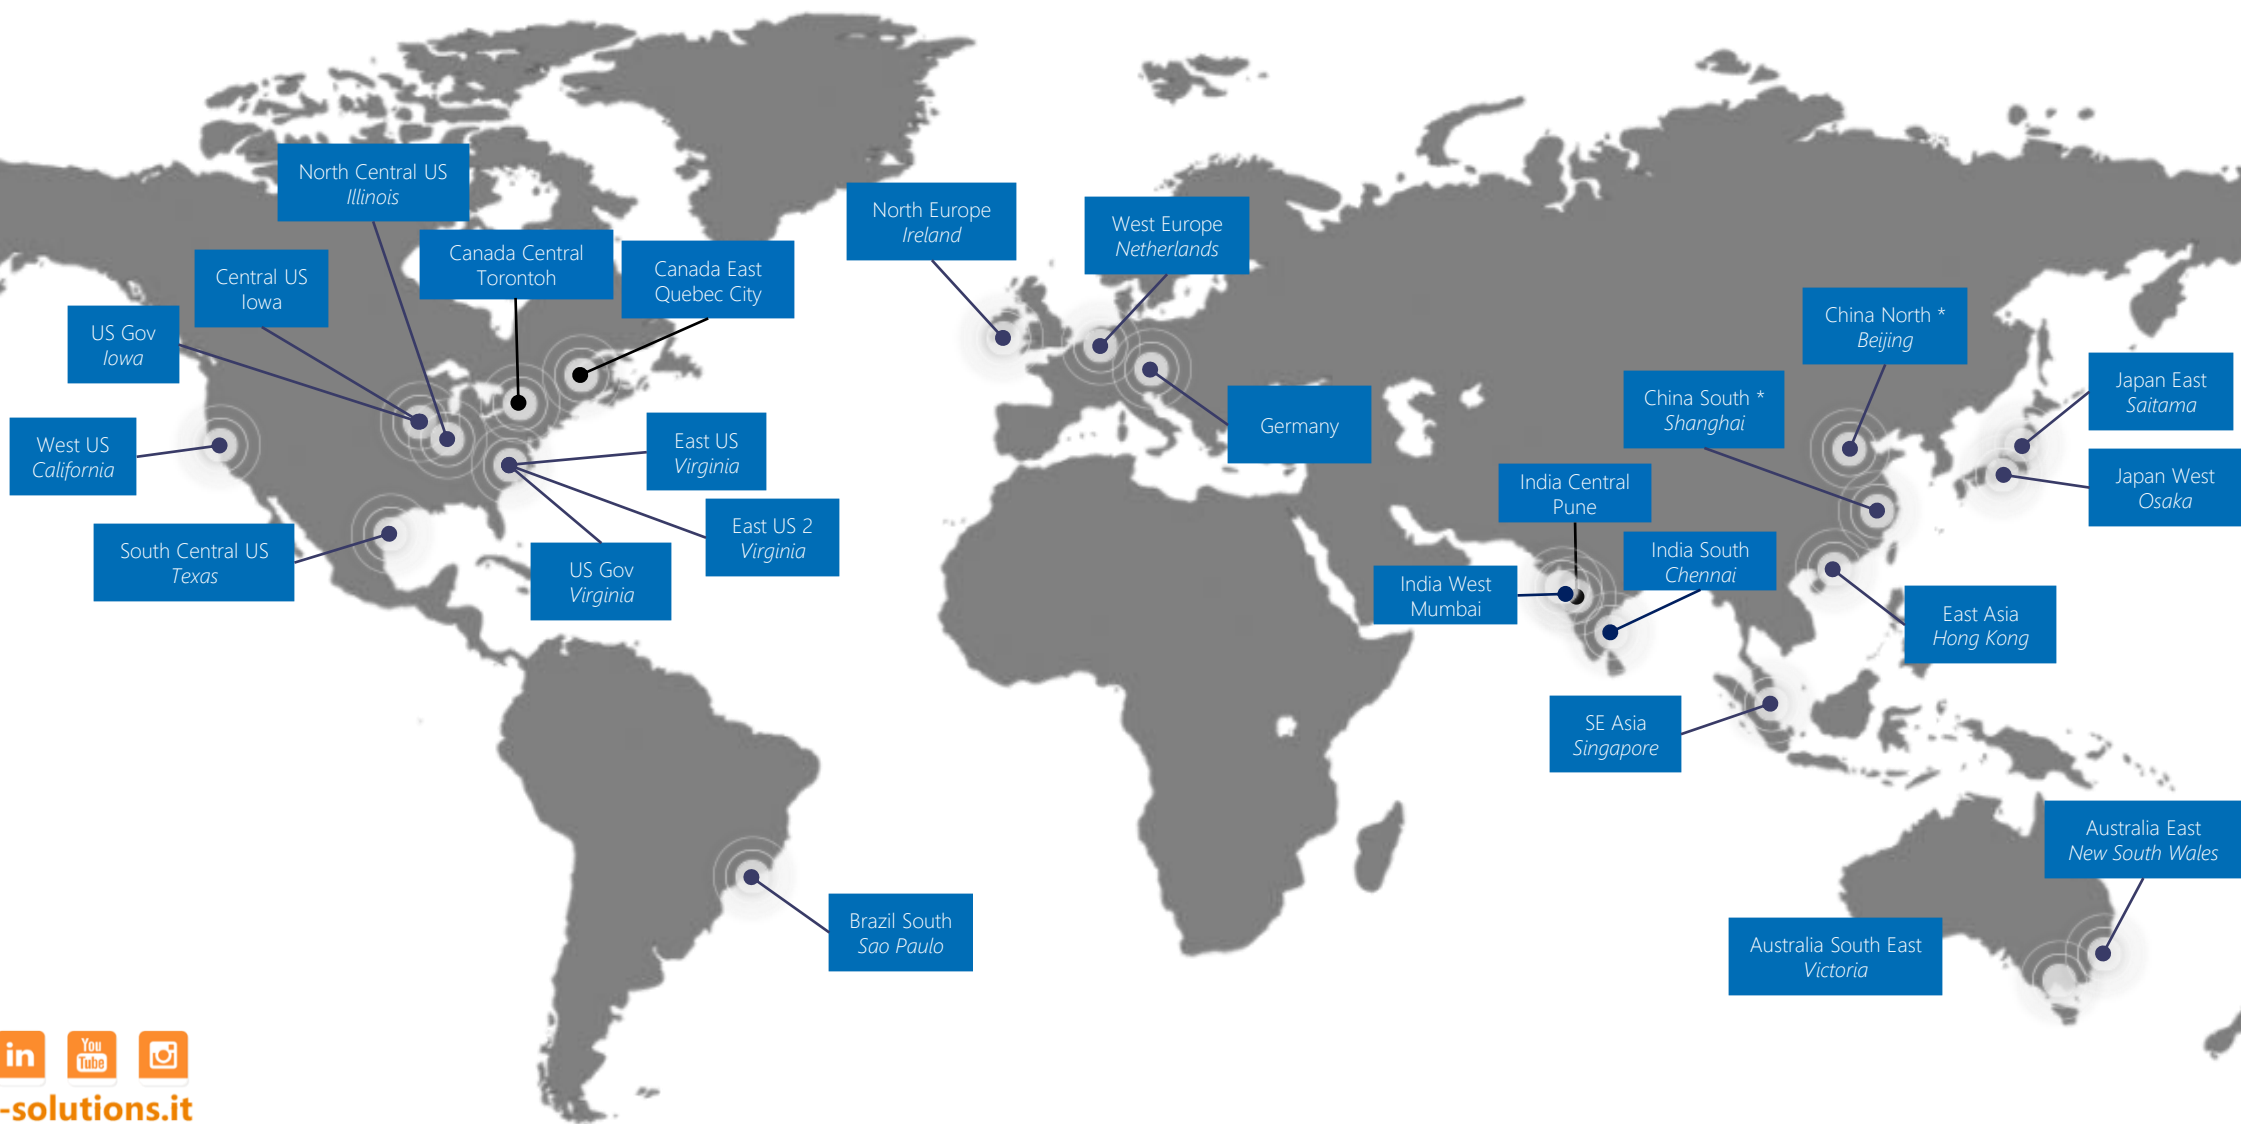 North Central US
Illinois
Central US
Iowa
US Gov
Iowa
West US
California
South Central US
Texas
Canada Central
Torontoh
Canada East
Quebec City
East US
Virginia
East US 2
Virginia
US Gov
Virginia
Brazil South
Sao Paulo
North Europe
Ireland
West Europe
Netherlands
Germany
China North *
Beijing
China South *
Shanghai
Japan East
Saitama
Japan West
Osaka
India Central
Pune
India South
Chennai
India West
Mumbai
East Asia
Hong Kong
SE Asia
Singapore
Australia East
New South Wales
Australia South East
Victoria
in
You
Tube
-solutions.it